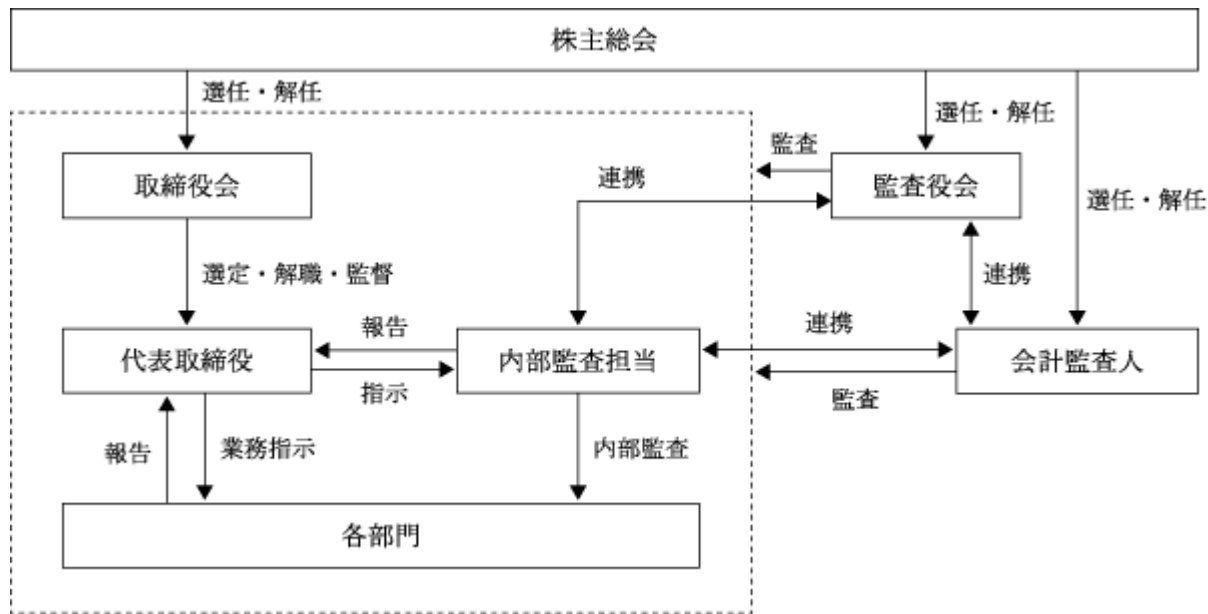 株主総会
選任・解任
選任・解任
監査
取締役会
連携
監査役会
選任・解任
選定・解職・監督
連携
報告
連携
代表取締役
内部監査担当
会計監査人
指示
監査
報告
業務指示
内部監査
各部門